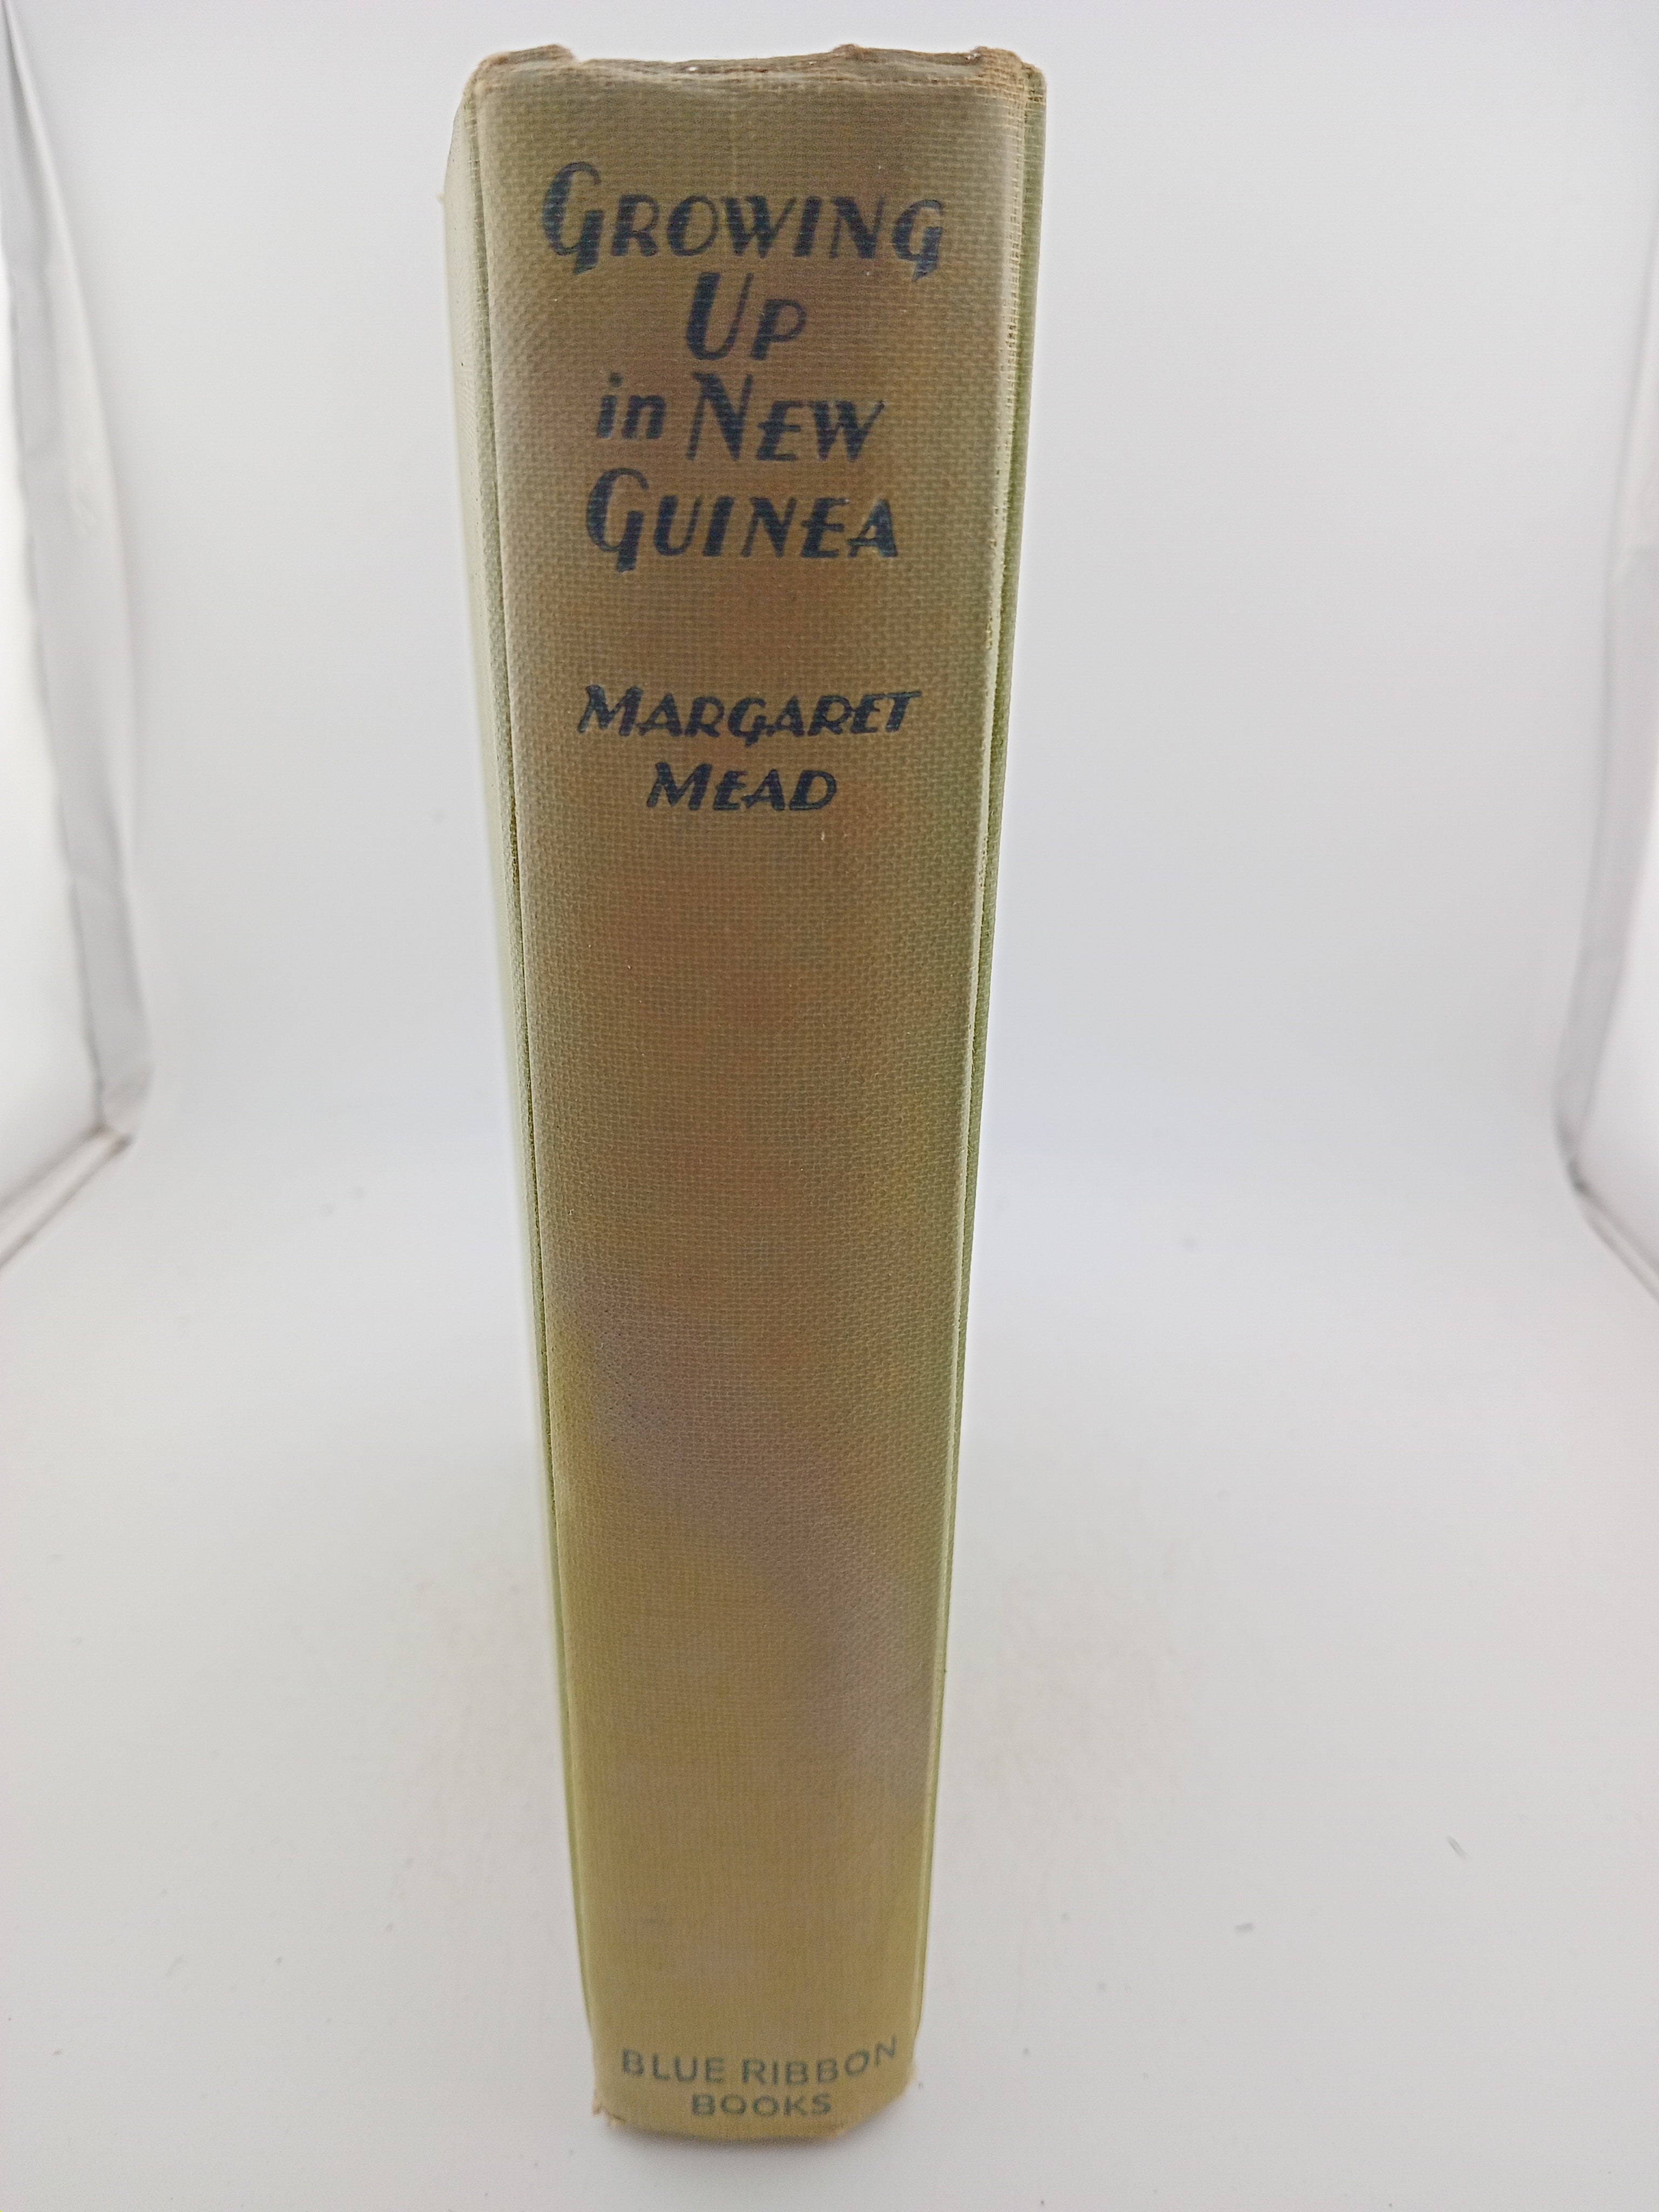 GROWING
UP
in NEW
GUINEA
MARGARET
MEAD
BLUE RIBBON
BOOKS